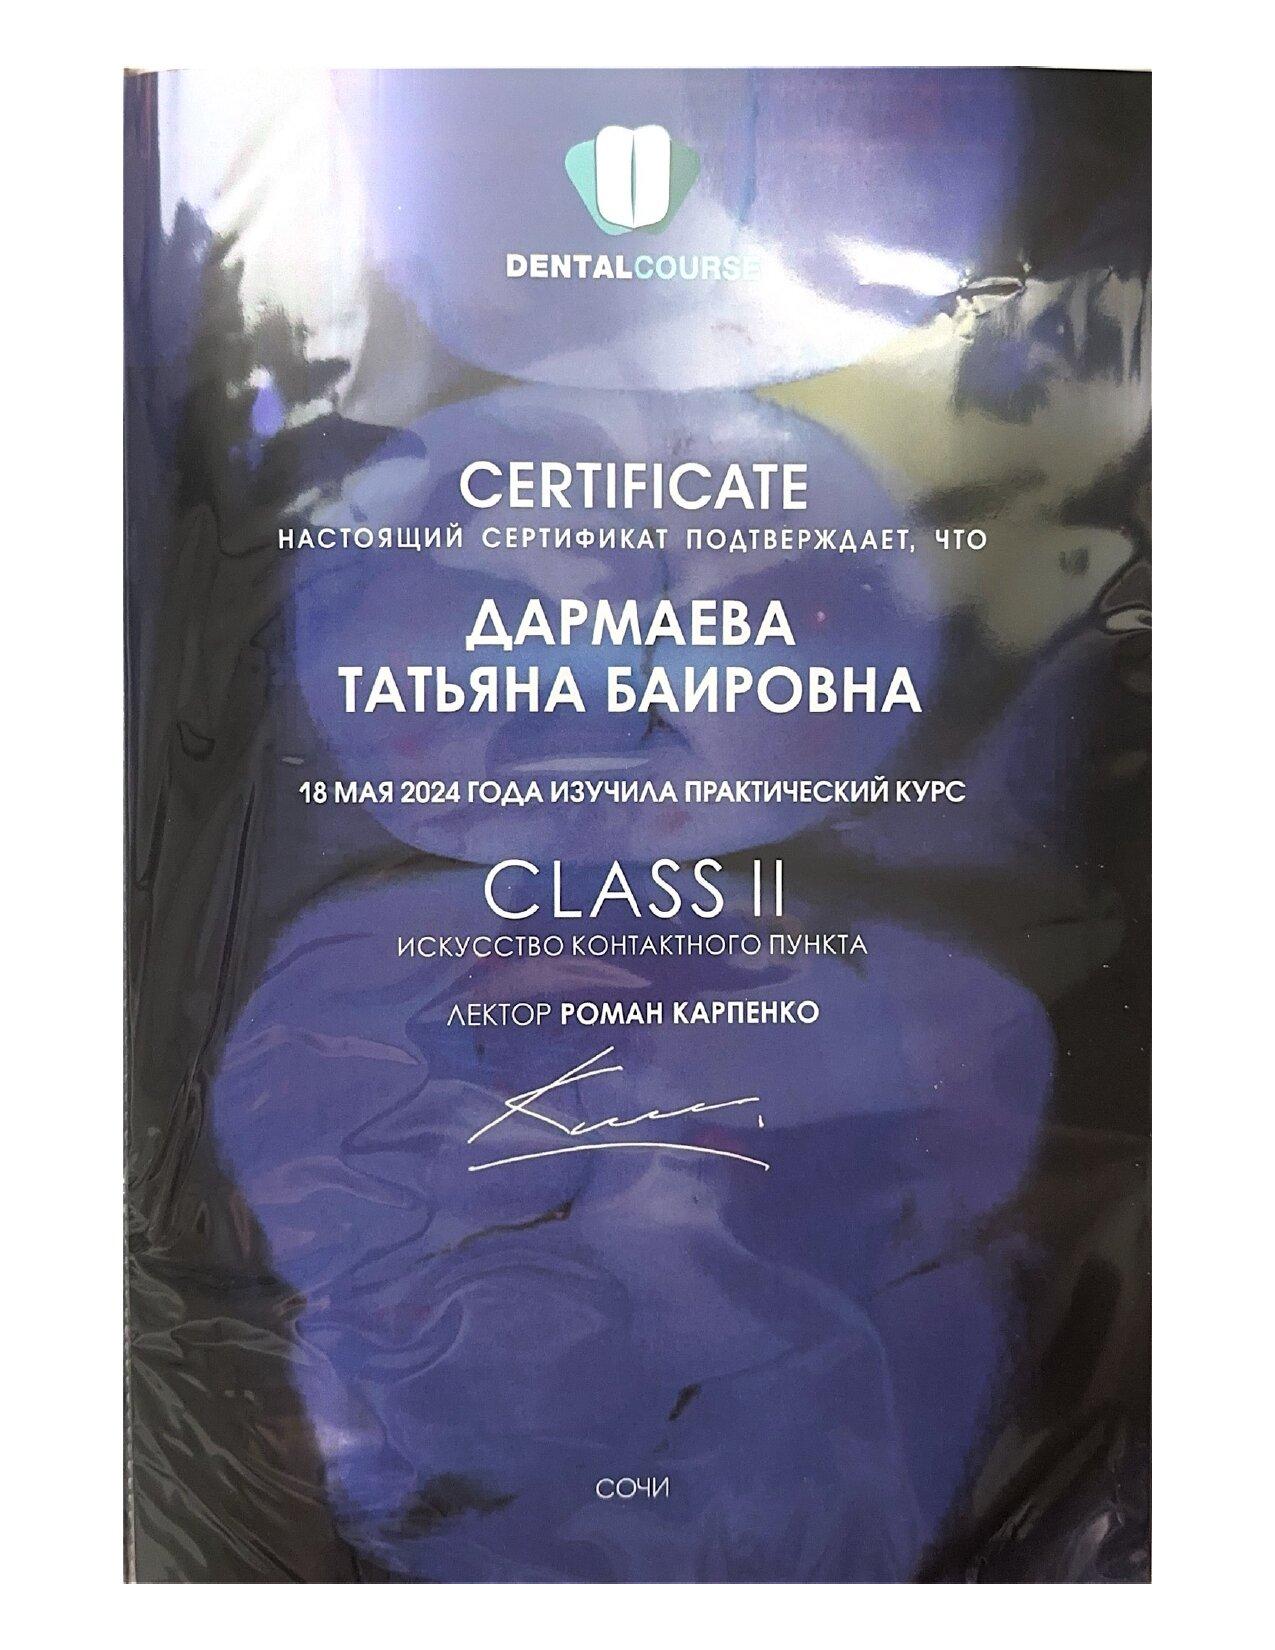 DENTALCOURSE
CERTIFICATE
НАСТОЯЩИЙ СЕРТИФИКАТ ПОДТВЕРЖДАЕТ, ЧТО
ДАРМАЕВА
ТАТЬЯНА БАИРОВНА
18 МАЯ 2024 ГОДА ИЗУЧИЛА ПРАКТИЧЕСКИЙ КУРС
CLASS II
ИСКУССТВО КОНТАКТНОГО ПУНКТА
ЛЕКТОР РОМАН КАРПЕНКО
СОЧИ